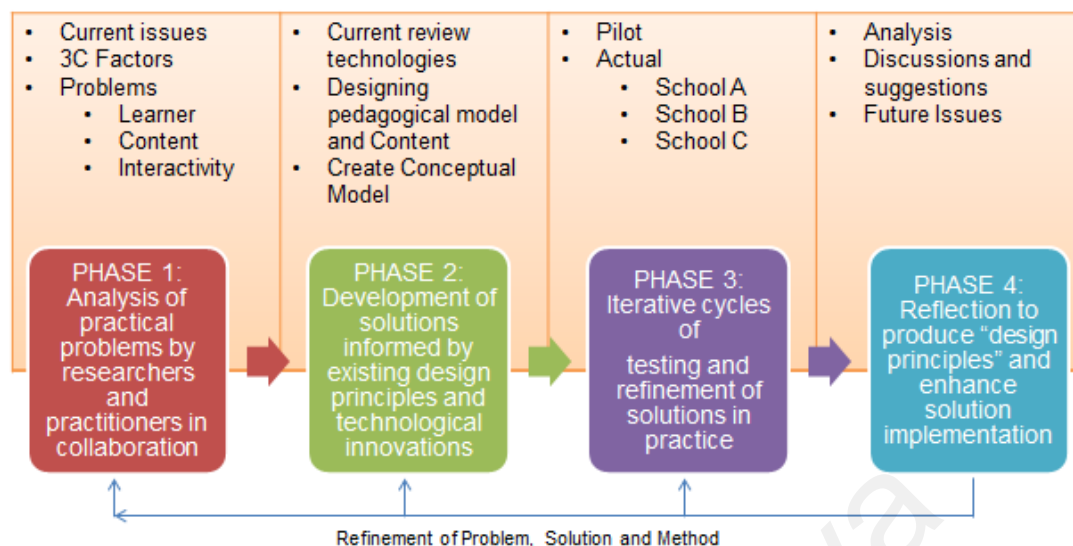 • Current issues
• 3C Factors
• Problems
• Learner
• Content
• Interactivity
• Current review
technologies
• Designing
pedagogical model
and Content
• Create Conceptual
Model
• Pilot
• Actual
• School A
• School B
• School C
• Analysis
• Discussions and
suggestions
• Future Issues
PHASE 1:
Analysis of
practical
problems by
researchers
and
practitioners in
collaboration
PHASE 2:
Development of
solutions
informed by
existing design
principles and
technological
innovations
PHASE 3:
Iterative cycles
of
testing and
refinement of
solutions in
practice
PHASE 4:
Reflection to
produce “design
principles” and
enhance
solution
implementation
Refinement of Problem, Solution and Method